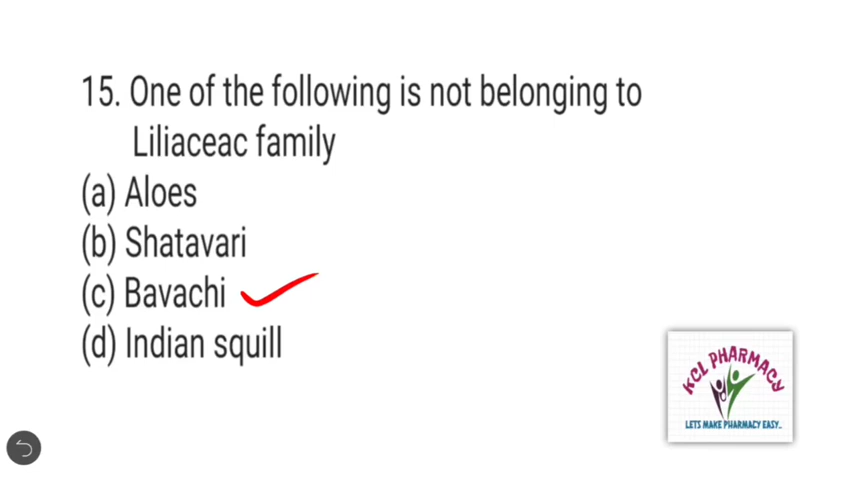 15. One of the following is not belonging to
Liliaceac family
(a) Aloes
(b) Shatavari
(c) Bavachi
(d) Indian squill
KCL PHARMACY
LETS MAKE PHARMACY EASY..